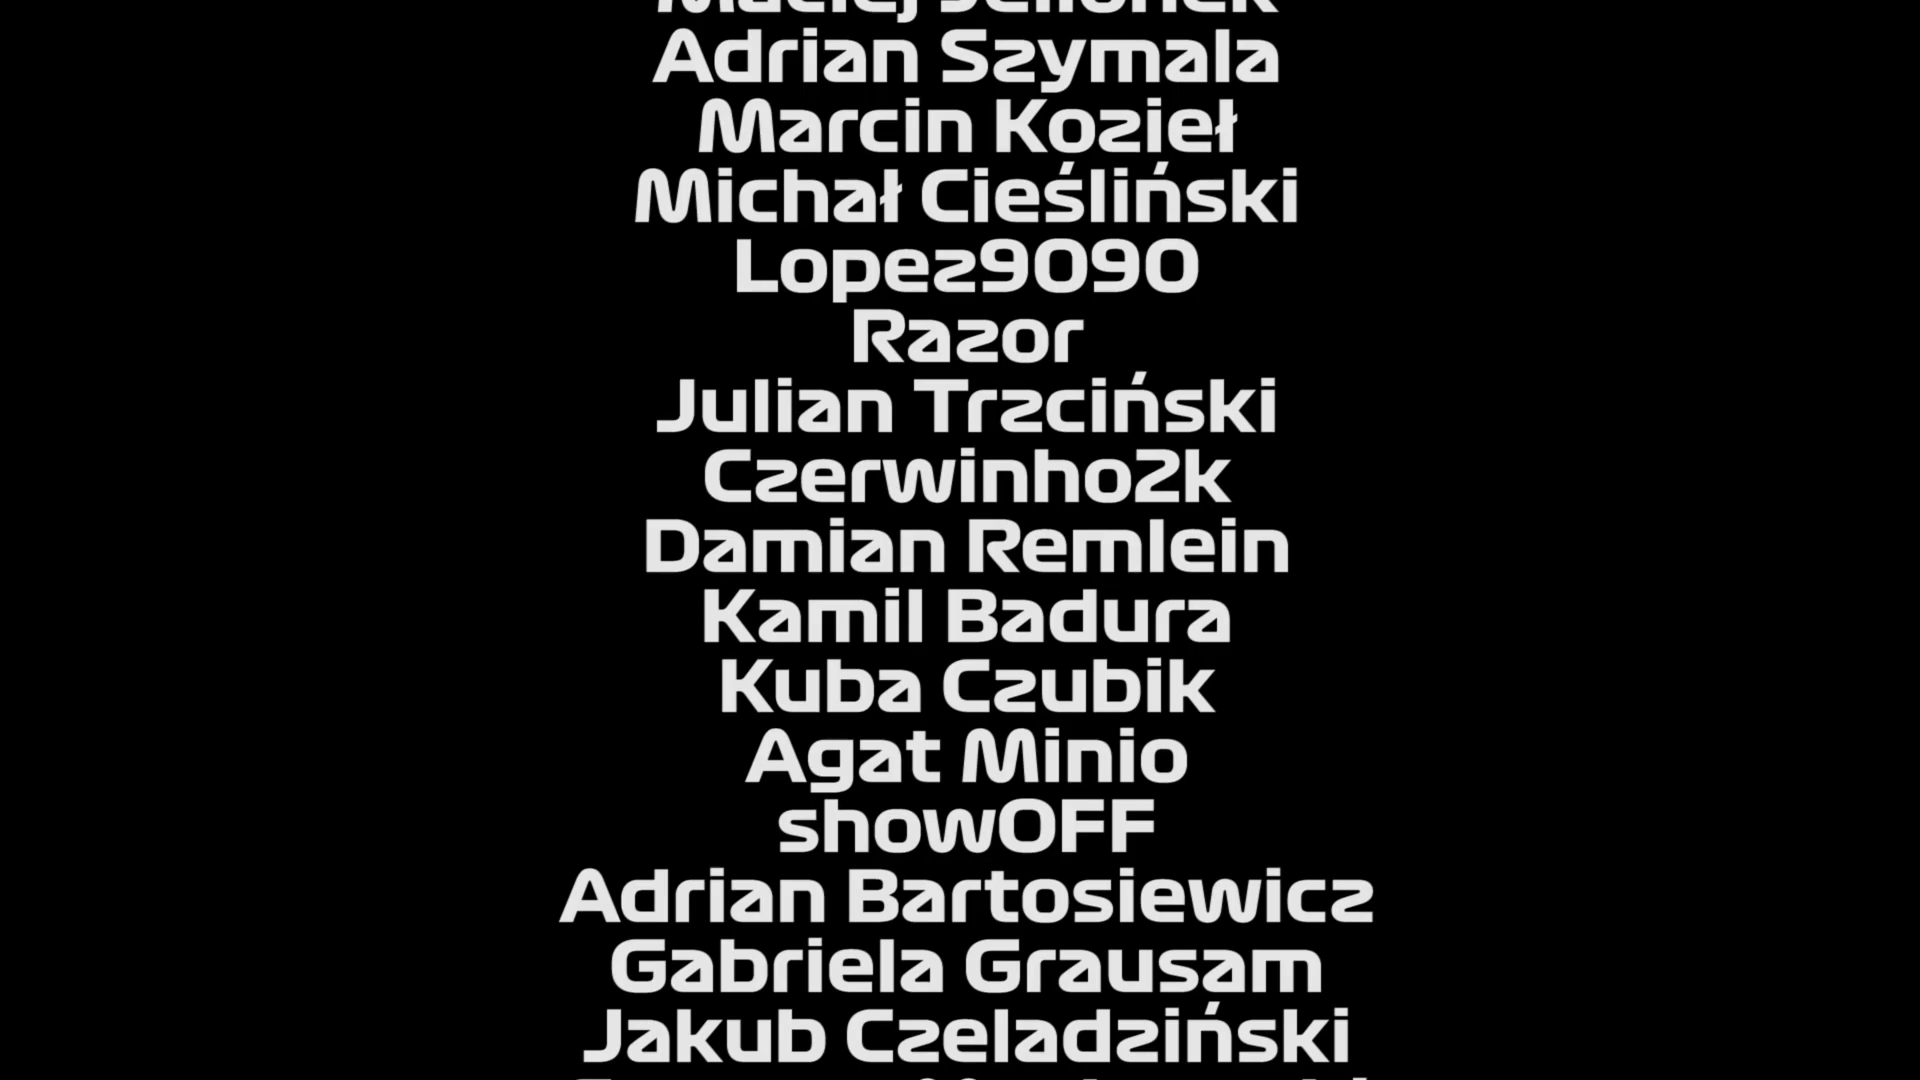 Maciej
Adrian Szymala
Marcin Kozieł
Michał Cieśliński
Lopez9090
Razor
Julian Trzciński
Czerwinho2k
Damian Remlein
Kamil Badura
Kuba Czubik
Agat Minio
showOFF
Adrian Bartosiewicz
Gabriela Grausam
Jakub Czeladziński